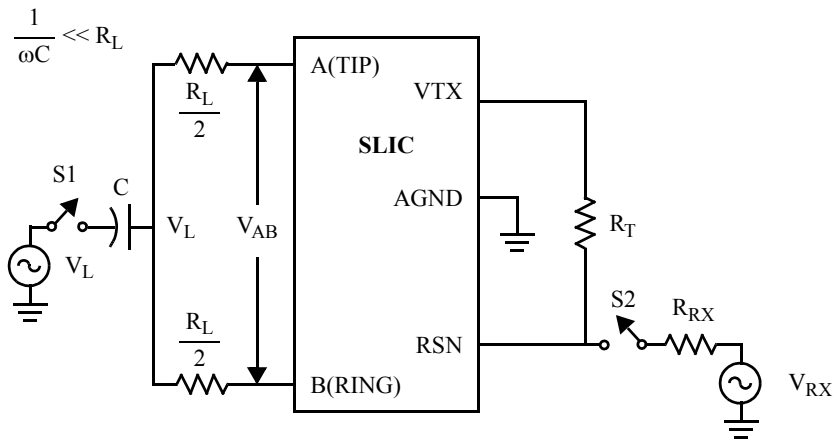 1
ωC
<< R_L
R_L
2
A(TIP)
VTX
SLIC
S1
C
AGND
V_L
V_AB
R_T
V_L
S2
R_RX
R_L
2
RSN
B(RING)
V_RX